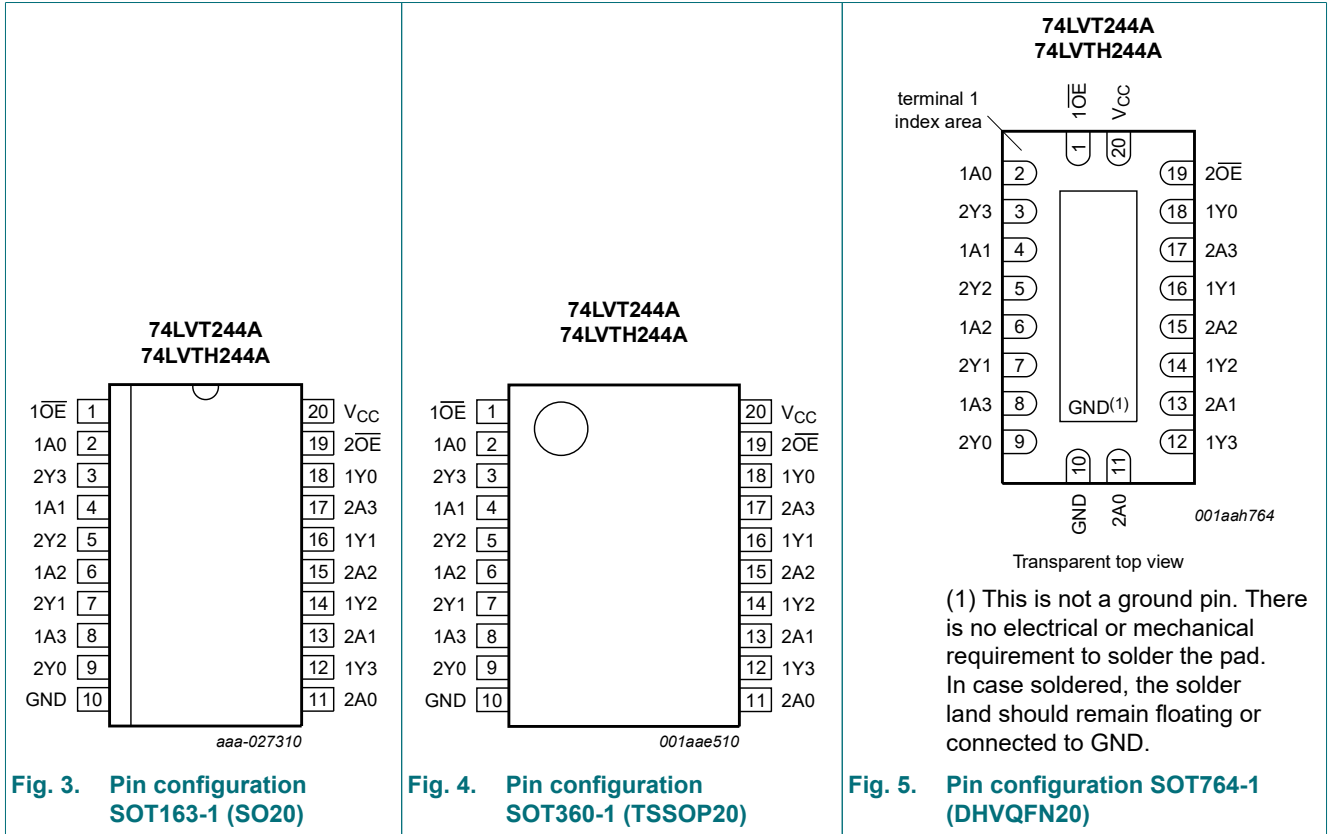 74LVT244A
74LVTH244A
1O̅E̅ 1
1A0 2
2Y3 3
1A1 4
2Y2 5
1A2 6
2Y1 7
1A3 8
2Y0 9
GND 10
20 VCC
19 2O̅E̅
18 1Y0
17 2A3
16 1Y1
15 2A2
14 1Y2
13 2A1
12 1Y3
11 2A0
aaa-027310
Fig. 3. Pin configuration
SOT163-1 (SO20)
74LVT244A
74LVTH244A
1O̅E̅ 1
1A0 2
2Y3 3
1A1 4
2Y2 5
1A2 6
2Y1 7
1A3 8
2Y0 9
GND 10
20 VCC
19 2O̅E̅
18 1Y0
17 2A3
16 1Y1
15 2A2
14 1Y2
13 2A1
12 1Y3
11 2A0
001aae510
Fig. 4. Pin configuration
SOT360-1 (TSSOP20)
74LVT244A
74LVTH244A
terminal 1
index area
1O̅E̅ 1
VCC 20
1A0 2
2Y3 3
1A1 4
2Y2 5
1A2 6
2Y1 7
1A3 8
2Y0 9
19 2O̅E̅
18 1Y0
17 2A3
16 1Y1
15 2A2
14 1Y2
13 2A1
12 1Y3
GND(1)
GND 10
2A0 11
001aah764
Transparent top view
(1) This is not a ground pin. There
is no electrical or mechanical
requirement to solder the pad.
In case soldered, the solder
land should remain floating or
connected to GND.
Fig. 5. Pin configuration SOT764-1
(DHVQFN20)